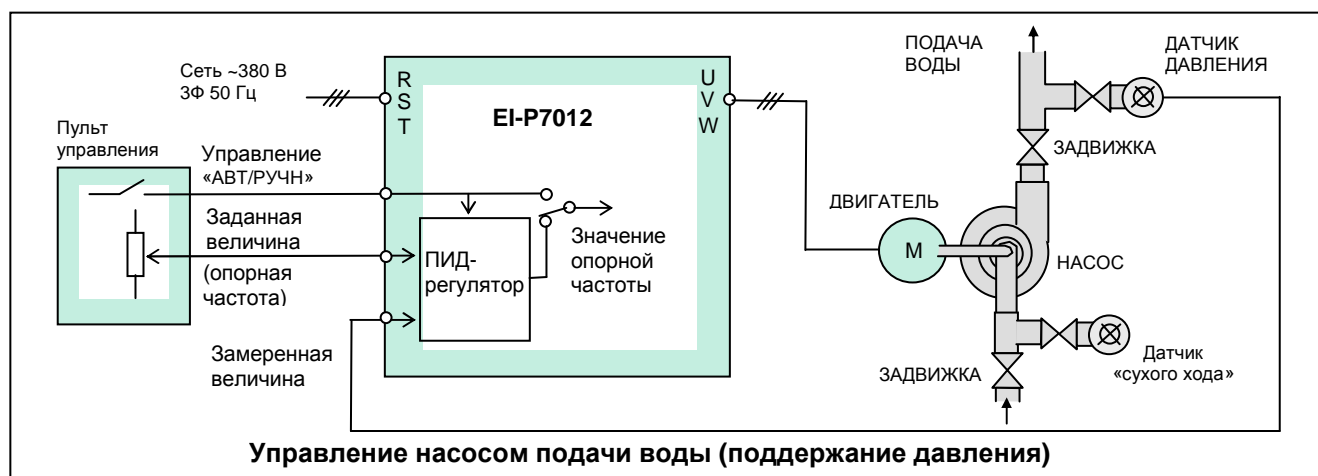 Сеть ~380 В
3Ф 50 Гц
R
S
T
U
V
W
EI-P7012
Пульт
управления
Управление
«АВТ/РУЧН»
Заданная
величина
(опорная
частота)
ПИД-
регулятор
Значение
опорной
частоты
Замеренная
величина
ДВИГАТЕЛЬ
M
ПОДАЧА
ВОДЫ
ДАТЧИК
ДАВЛЕНИЯ
ЗАДВИЖКА
НАСОС
ЗАДВИЖКА
Датчик
«сухого хода»
Управление насосом подачи воды (поддержание давления)